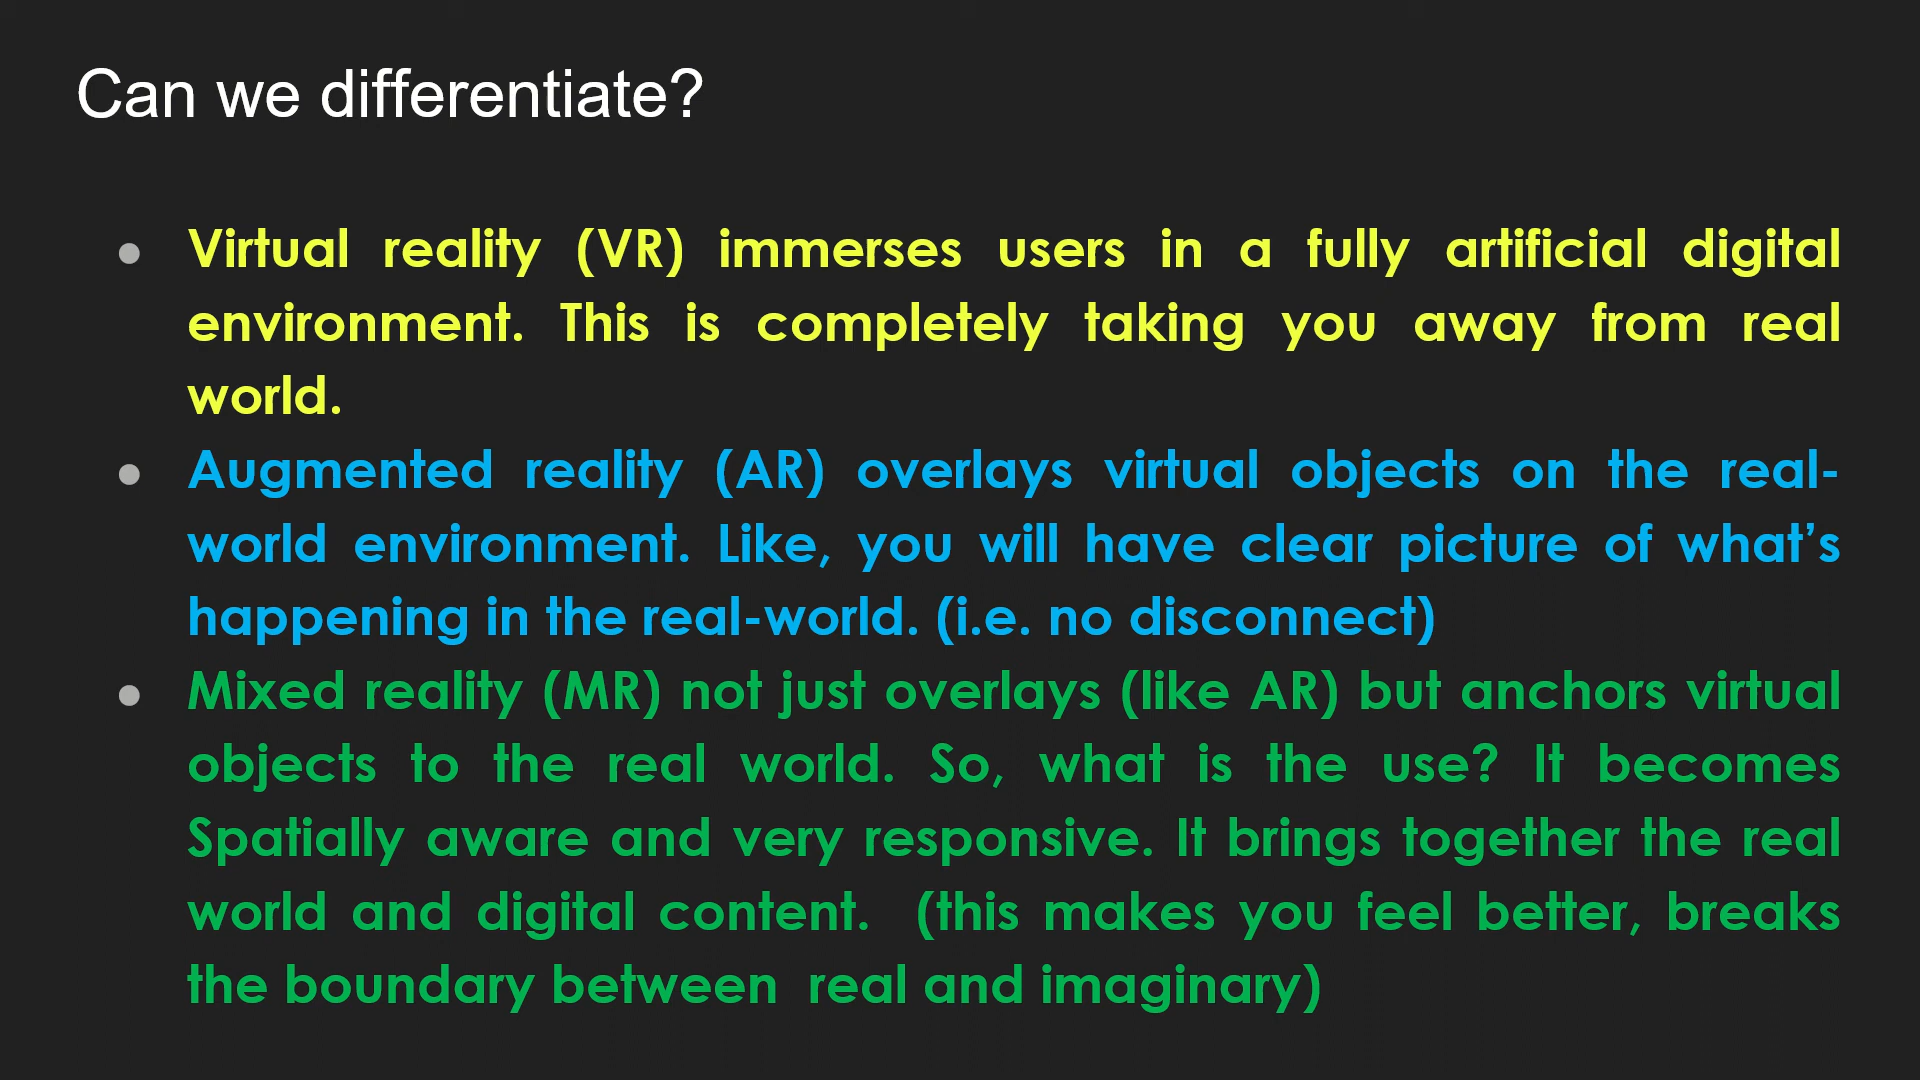 Can we differentiate?
● Virtual reality (VR) immerses users in a fully artificial digital
environment. This is completely taking you away from real
world.
● Augmented reality (AR) overlays virtual objects on the real-
world environment. Like, you will have clear picture of what’s
happening in the real-world. (i.e. no disconnect)
● Mixed reality (MR) not just overlays (like AR) but anchors virtual
objects to the real world. So, what is the use? It becomes
Spatially aware and very responsive. It brings together the real
world and digital content.  (this makes you feel better, breaks
the boundary between  real and imaginary)